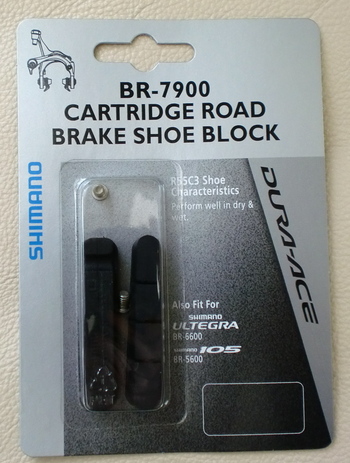 BR-7900
CARTRIDGE ROAD
BRAKE SHOE BLOCK
SHIMANO
R55C3 Shoe
Characteristics
Perform well in dry &
wet.
DURA-ACE
Also Fit For
SHIMANO
ULTEGRA
BR-6600
SHIMANO 105
BR-5600